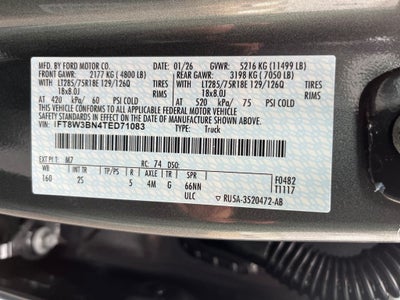 MFD. BY FORD MOTOR CO. 01/26 GVWR: 5216 KG (11499 LB)
FRONT GAWR: 2177 KG (4800 LB) REAR GAWR: 3198 KG (7050 LB)
LT285/75R18E 129/126Q TIRES LT285/75R18E 129/126Q TIRES
18x8.0J RIMS 18x8.0J RIMS
AT 420 kPa/ 60 PSI COLD AT 520 kPa/ 75 PSI COLD
THIS VEHICLE CONFORMS TO ALL APPLICABLE FEDERAL MOTOR VEHICLE
SAFETY STANDARDS IN EFFECT ON THE DATE OF MANUFACTURE SHOWN ABOVE.
VIN: 1FT8W3BN4TED71083 TYPE: Truck
EXT PNT: M7 RC: 74 DSO:
WB INT TR TP/PS R AXLE TR SPR F0482
160 2S 5 4M G 66NN T1117
ULC RU5A-3520472-AB